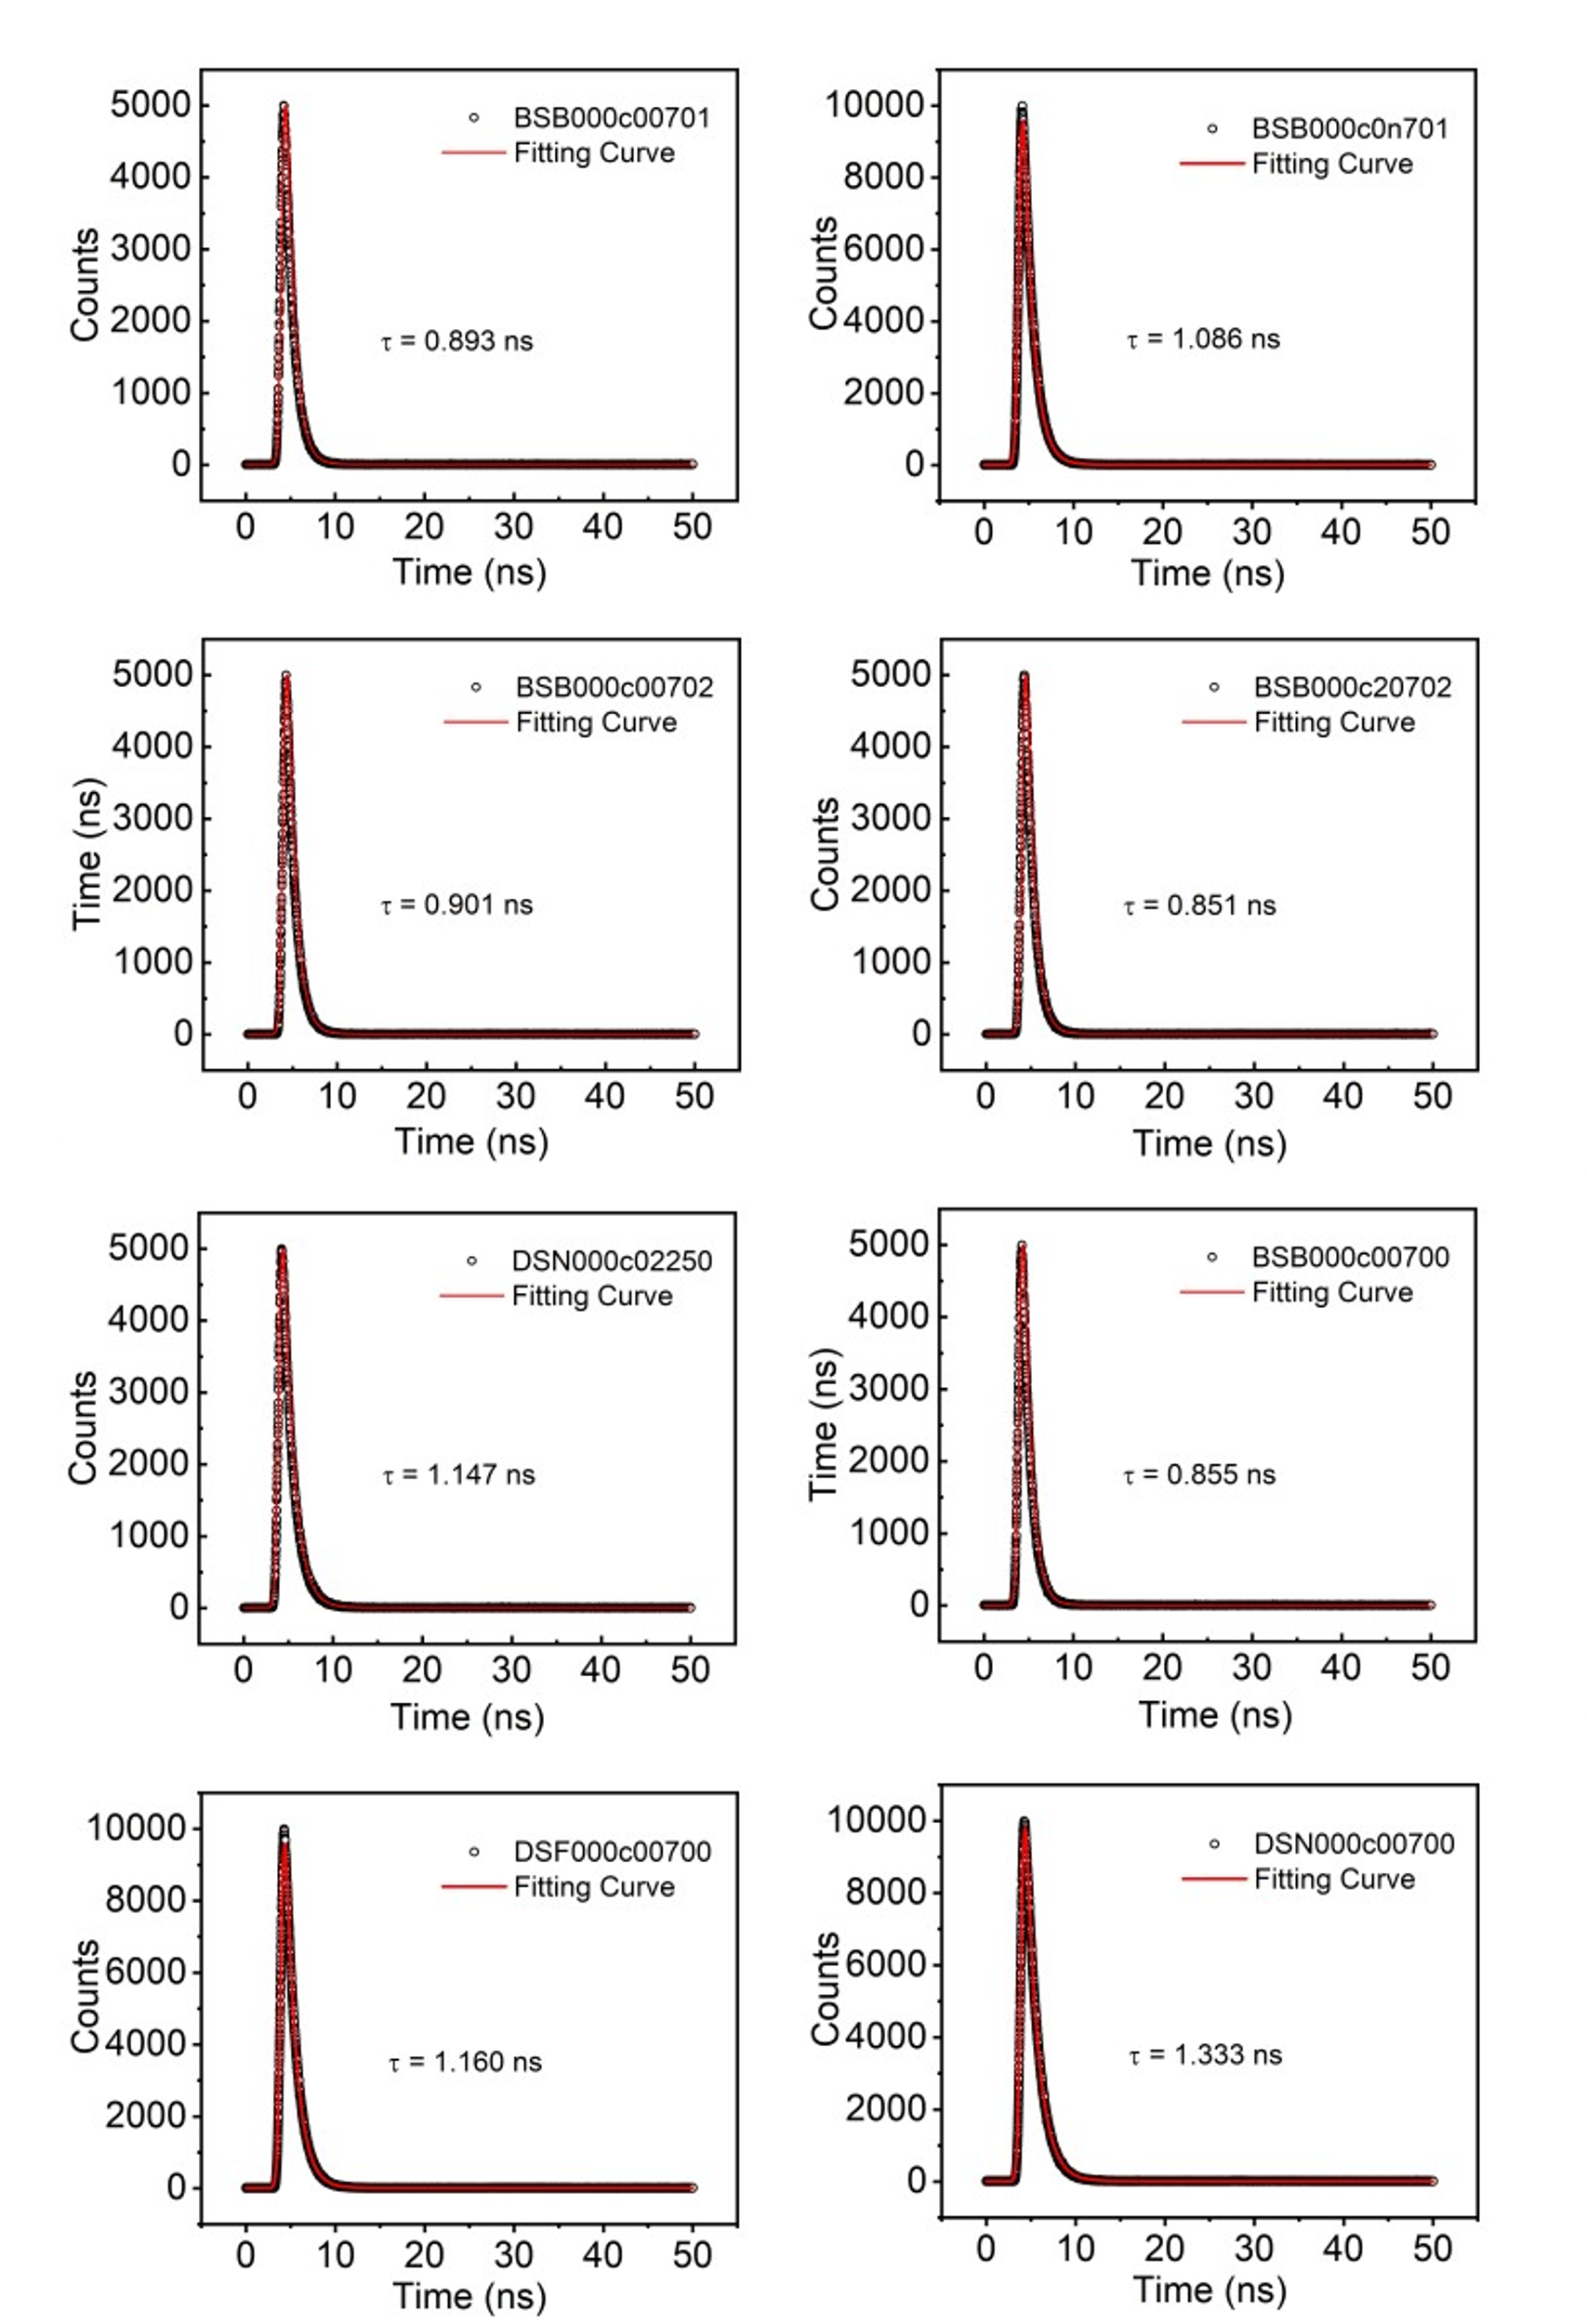 BSB000c00701
Fitting Curve
5000
4000
3000
2000
1000
0
Counts
τ = 0.893 ns
0 10 20 30 40 50
Time (ns)
BSB000c0n701
Fitting Curve
10000
8000
6000
4000
2000
0
Counts
τ = 1.086 ns
0 10 20 30 40 50
Time (ns)
BSB000c00702
Fitting Curve
5000
4000
3000
2000
1000
0
Time (ns)
τ = 0.901 ns
0 10 20 30 40 50
Time (ns)
BSB000c20702
Fitting Curve
5000
4000
3000
2000
1000
0
Counts
τ = 0.851 ns
0 10 20 30 40 50
Time (ns)
DSN000c02250
Fitting Curve
5000
4000
3000
2000
1000
0
Counts
τ = 1.147 ns
0 10 20 30 40 50
Time (ns)
BSB000c00700
Fitting Curve
5000
4000
3000
2000
1000
0
Time (ns)
τ = 0.855 ns
0 10 20 30 40 50
Time (ns)
DSF000c00700
Fitting Curve
10000
8000
6000
4000
2000
0
Counts
τ = 1.160 ns
0 10 20 30 40 50
Time (ns)
DSN000c00700
Fitting Curve
10000
8000
6000
4000
2000
0
Counts
τ = 1.333 ns
0 10 20 30 40 50
Time (ns)